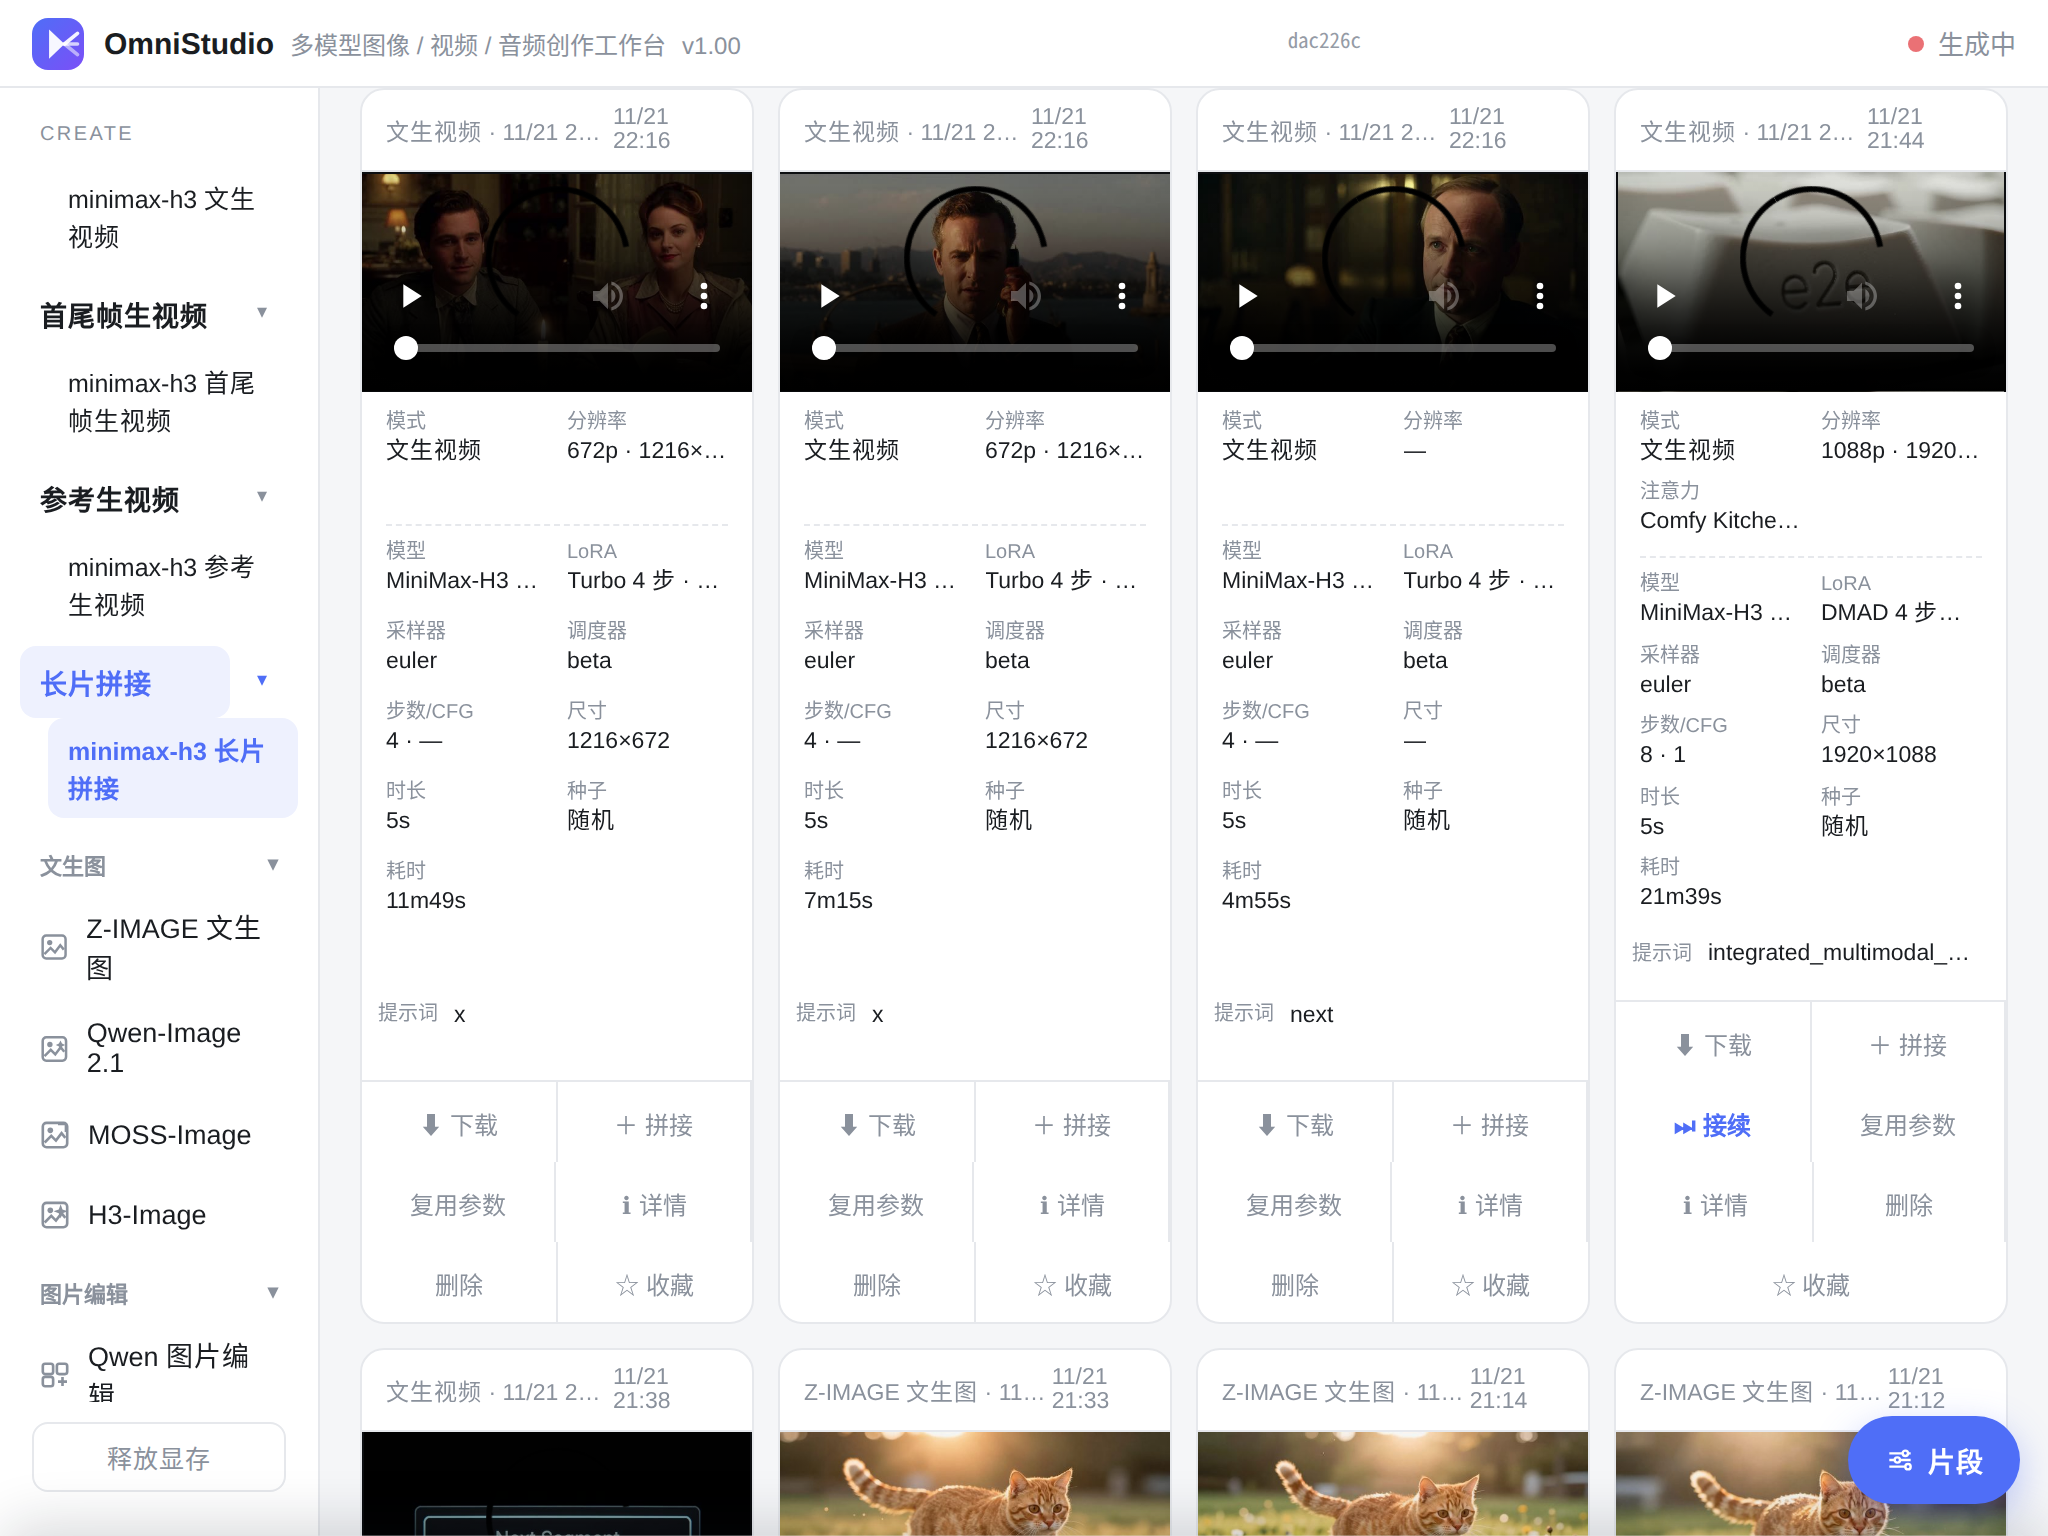 OmniStudio 多模型图像 / 视频 / 音频创作工作台 v1.00
dac226c
生成中
CREATE
minimax-h3 文生
视频
首尾帧生视频 ▼
minimax-h3 首尾
帧生视频
参考生视频 ▼
minimax-h3 参考
生视频
长片拼接 ▼
minimax-h3 长片
拼接
文生图 ▼
Z-IMAGE 文生
图
Qwen-Image
2.1
MOSS-Image
H3-Image
图片编辑 ▼
Qwen 图片编
辑
释放显存
文生视频 · 11/21 2…
11/21
22:16
模式
文生视频
分辨率
672p · 1216×…
模型
MiniMax-H3 …
LoRA
Turbo 4 步 · …
采样器
euler
调度器
beta
步数/CFG
4 · —
尺寸
1216×672
时长
5s
种子
随机
耗时
11m49s
提示词 x
⬇ 下载
＋ 拼接
复用参数
ℹ 详情
删除
☆ 收藏
文生视频 · 11/21 2…
11/21
22:16
模式
文生视频
分辨率
672p · 1216×…
模型
MiniMax-H3 …
LoRA
Turbo 4 步 · …
采样器
euler
调度器
beta
步数/CFG
4 · —
尺寸
1216×672
时长
5s
种子
随机
耗时
7m15s
提示词 x
⬇ 下载
＋ 拼接
复用参数
ℹ 详情
删除
☆ 收藏
文生视频 · 11/21 2…
11/21
22:16
模式
文生视频
分辨率
—
模型
MiniMax-H3 …
LoRA
Turbo 4 步 · …
采样器
euler
调度器
beta
步数/CFG
4 · —
尺寸
—
时长
5s
种子
随机
耗时
4m55s
提示词 next
⬇ 下载
＋ 拼接
复用参数
ℹ 详情
删除
☆ 收藏
文生视频 · 11/21 2…
11/21
21:44
e2e
模式
文生视频
分辨率
1088p · 1920…
注意力
Comfy Kitche…
模型
MiniMax-H3 …
LoRA
DMAD 4 步…
采样器
euler
调度器
beta
步数/CFG
8 · 1
尺寸
1920×1088
时长
5s
种子
随机
耗时
21m39s
提示词 integrated_multimodal_…
⬇ 下载
＋ 拼接
⏭ 接续
复用参数
ℹ 详情
删除
☆ 收藏
文生视频 · 11/21 2…
11/21
21:38
Next Segment
Z-IMAGE 文生图 · 11…
11/21
21:33
Z-IMAGE 文生图 · 11…
11/21
21:14
Z-IMAGE 文生图 · 11…
11/21
21:12
片段